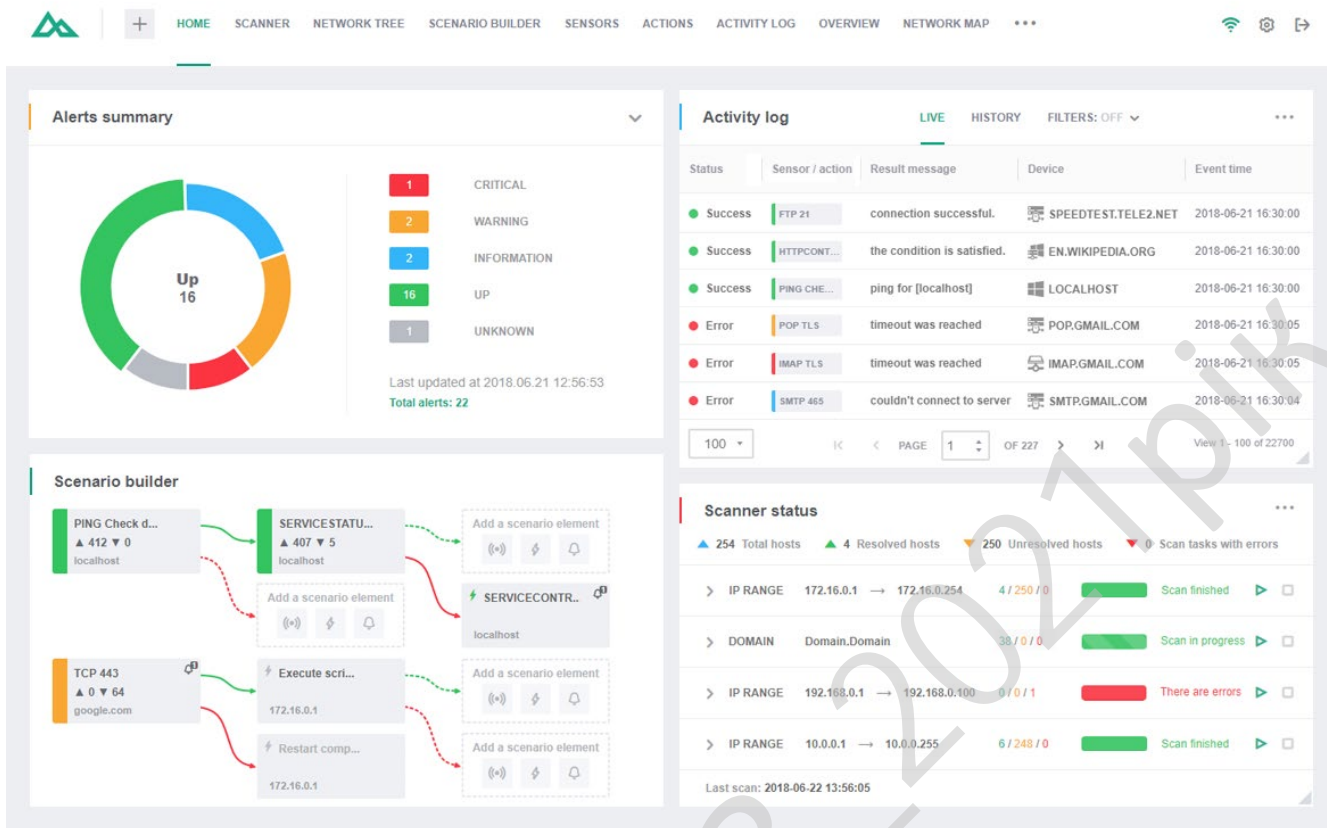 HOME SCANNER NETWORK TREE SCENARIO BUILDER SENSORS ACTIONS ACTIVITY LOG OVERVIEW NETWORK MAP •••
Alerts summary
Up
16
1 CRITICAL
2 WARNING
2 INFORMATION
16 UP
1 UNKNOWN
Last updated at 2018.06.21 12:56:53
Total alerts: 22
Activity log LIVE HISTORY FILTERS: OFF
Status Sensor / action Result message Device Event time
Success FTP 21 connection successful. SPEEDTEST.TELE2.NET 2018-06-21 16:30:00
Success HTTPCONT... the condition is satisfied. EN.WIKIPEDIA.ORG 2018-06-21 16:30:00
Success PING CHE... ping for [localhost] LOCALHOST 2018-06-21 16:30:00
Error POP TLS timeout was reached POP.GMAIL.COM 2018-06-21 16:30:05
Error IMAP TLS timeout was reached IMAP.GMAIL.COM 2018-06-21 16:30:05
Error SMTP 465 couldn't connect to server SMTP.GMAIL.COM 2018-06-21 16:30:04
100 PAGE 1 OF 227 View 1 - 100 of 22700
Scenario builder
PING Check d...
▲ 412 ▼ 0
localhost
SERVICESTATU...
▲ 407 ▼ 5
localhost
Add a scenario element
Add a scenario element
SERVICECONTR..
localhost
TCP 443
▲ 0 ▼ 64
google.com
Execute scri...
172.16.0.1
Add a scenario element
Restart comp...
172.16.0.1
Add a scenario element
Scanner status
▲ 254 Total hosts ▲ 4 Resolved hosts ▼ 250 Unresolved hosts ▼ 0 Scan tasks with errors
IP RANGE 172.16.0.1 → 172.16.0.254 4 / 250 / 0 Scan finished
DOMAIN Domain.Domain 38 / 0 / 0 Scan in progress
IP RANGE 192.168.0.1 → 192.168.0.100 0 / 0 / 1 There are errors
IP RANGE 10.0.0.1 → 10.0.0.255 6 / 248 / 0 Scan finished
Last scan: 2018-06-22 13:56:05